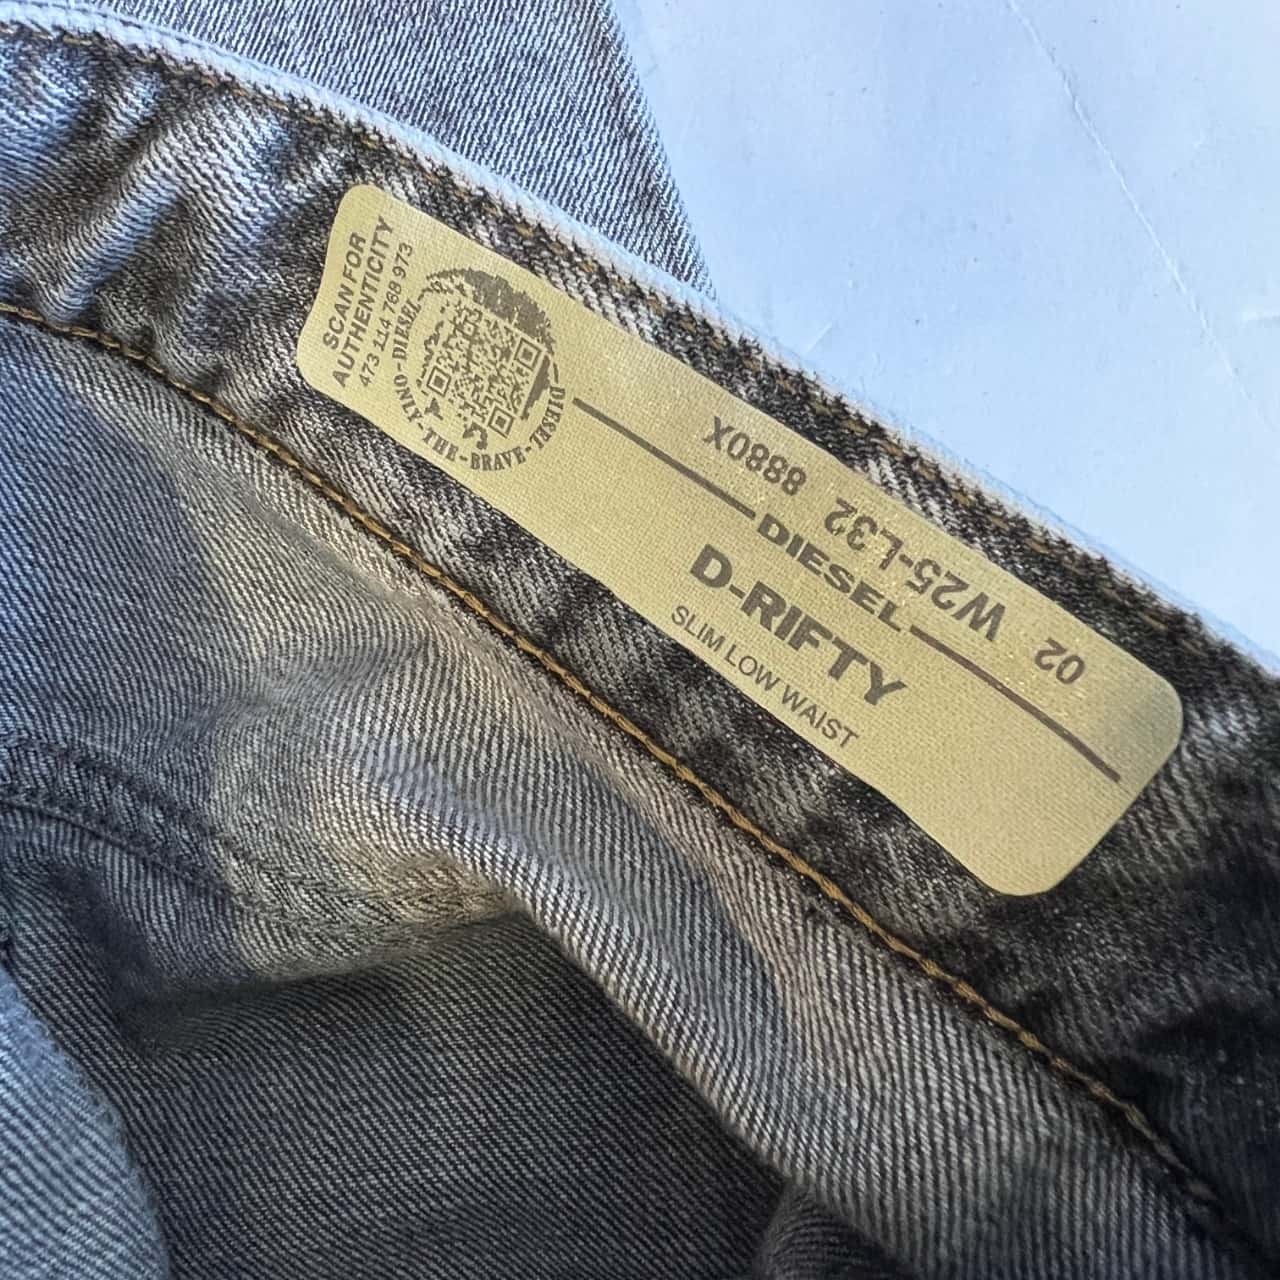 SCAN FOR
AUTHENTICITY
473 114 768 973
ONLY-THE-BRAVE-DIESEL-
-DIESEL-
DIESEL
D-RIFTY
SLIM LOW WAIST
02 W25-L32 8880X